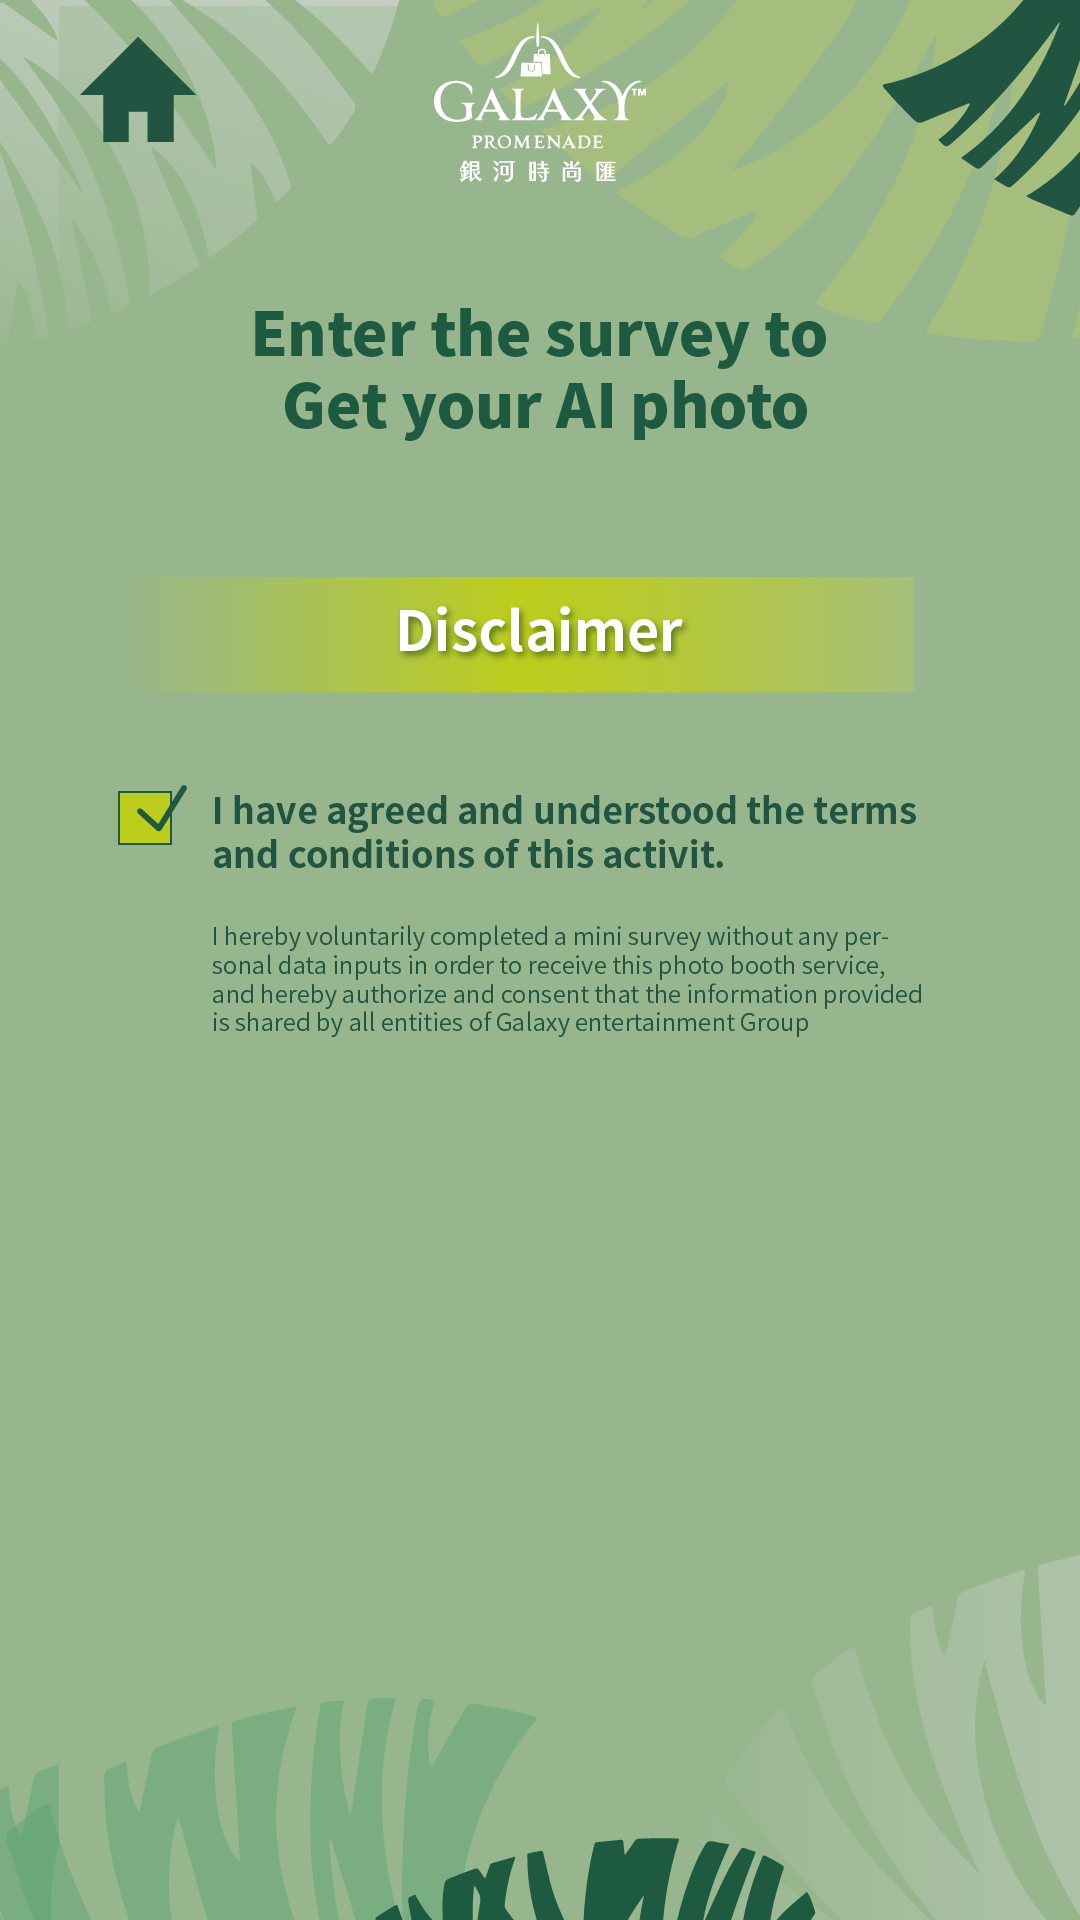 GALAXY™
PROMENADE
銀河時尚匯
Enter the survey to
Get your AI photo
Disclaimer
I have agreed and understood the terms
and conditions of this activit.
I hereby voluntarily completed a mini survey without any per-
sonal data inputs in order to receive this photo booth service,
and hereby authorize and consent that the information provided
is shared by all entities of Galaxy entertainment Group